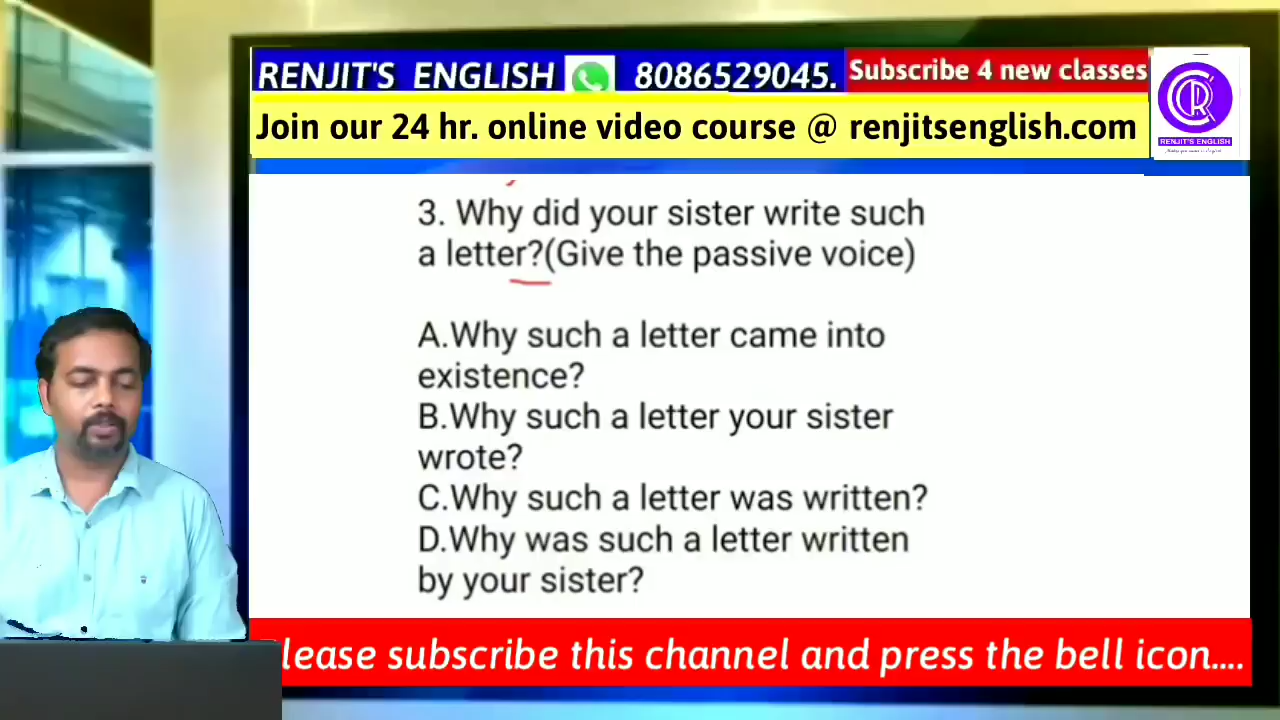 RENJIT'S ENGLISH 8086529045. Subscribe 4 new classes
Join our 24 hr. online video course @ renjitsenglish.com
RENJIT'S ENGLISH
3. Why did your sister write such
a letter?(Give the passive voice)
A.Why such a letter came into
existence?
B.Why such a letter your sister
wrote?
C.Why such a letter was written?
D.Why was such a letter written
by your sister?
lease subscribe this channel and press the bell icon....